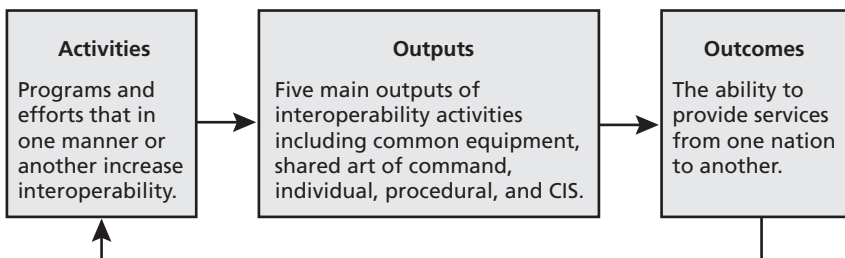 Activities
Programs and
efforts that in
one manner or
another increase
interoperability.
Outputs
Five main outputs of
interoperability activities
including common equipment,
shared art of command,
individual, procedural, and CIS.
Outcomes
The ability to
provide services
from one nation
to another.